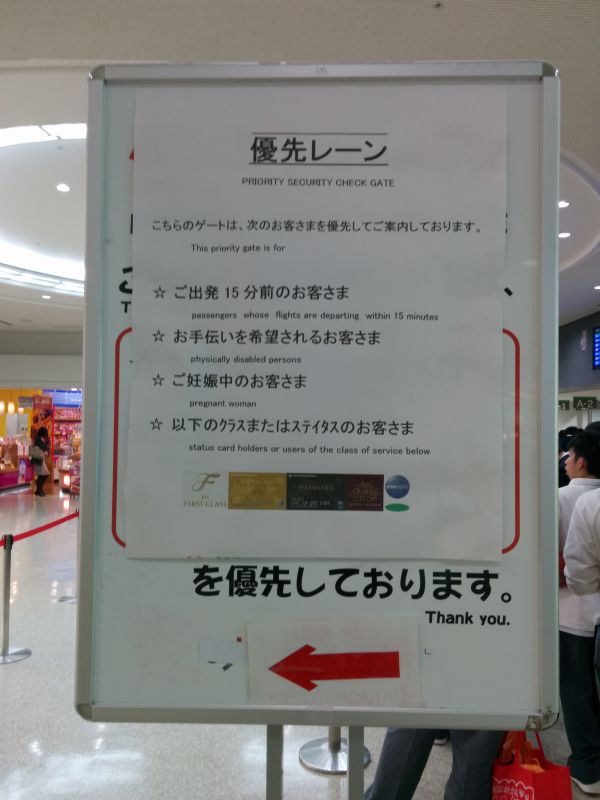 JAL
優先レーン
PRIORITY SECURITY CHECK GATE
こちらのゲートは、次のお客さまを優先してご案内しております。
This priority gate is for
☆ ご出発 15 分前のお客さま
passengers whose flights are departing within 15 minutes
☆ お手伝いを希望されるお客さま
physically disabled persons
☆ ご妊娠中のお客さま
pregnant woman
☆ 以下のｸﾗｽまたはｽﾃｲﾀｽのお客さま
status card holders or users of the class of service below
F
JAL
FIRST CLASS
DIAMOND
を優先しております。
Thank you.
A-2